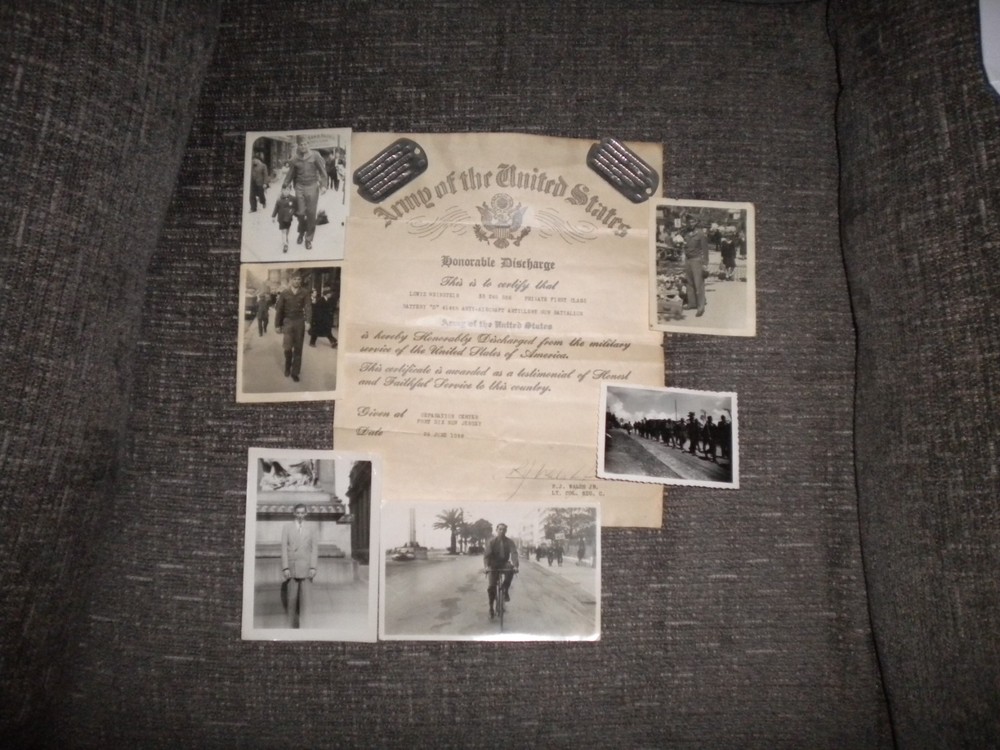 Army of the United States
Honorable Discharge
This is to certify that
PRIVATE FIRST CLASS
BATTERY ANTI-AIRCRAFT ARTILLERY GUN BATTALION
Army of the United States
is hereby Honorably Discharged from the military
service of the United States of America.
This certificate is awarded as a testimonial of Honest
and Faithful Service to this country.
Given at SEPARATION CENTER
FORT DIX NEW JERSEY
Date